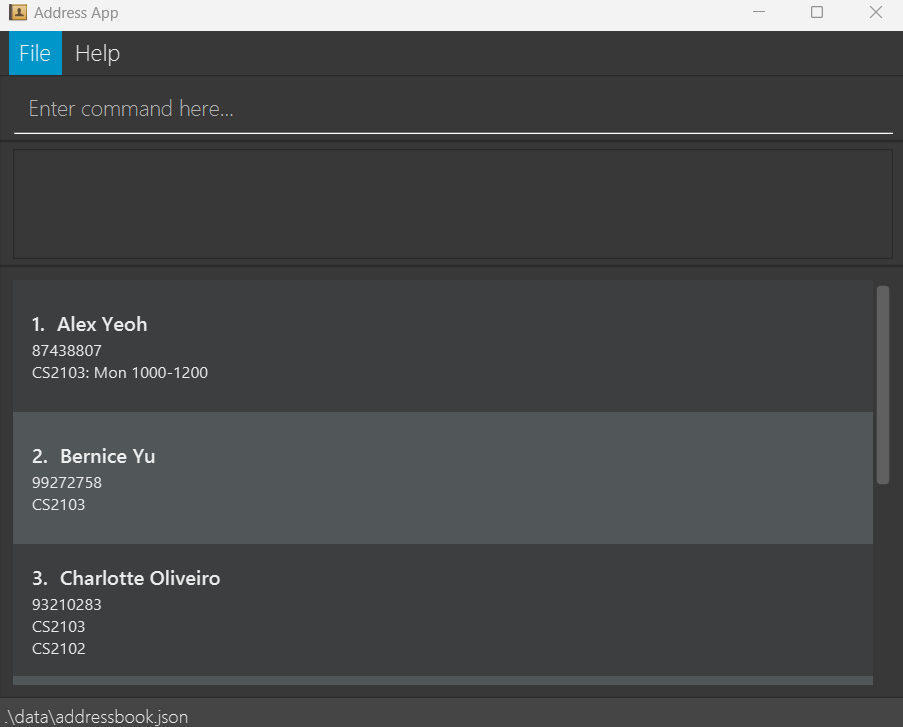 Address App
File Help
Enter command here...
1. Alex Yeoh
87438807
CS2103: Mon 1000-1200
2. Bernice Yu
99272758
CS2103
3. Charlotte Oliveiro
93210283
CS2103
CS2102
.\data\addressbook.json